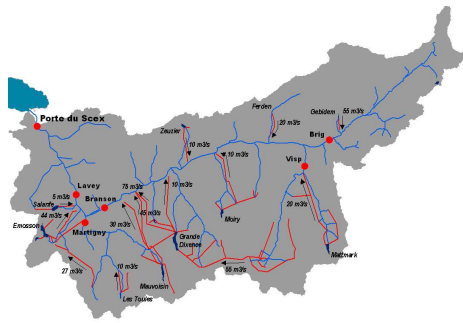 Ferden
Gebidem
55 m3/s
Porte du Scex
20 m3/s
Zeuzier
Brig
10 m3/s
10 m3/s
Visp
Lavey
75 m3/s
10 m3/s
5 m3/s
Branson
Salanfe
45 m3/s
20 m3/s
44 m3/s
30 m3/s
Moiry
Emosson
Martigny
Grande
Dixence
Mattmark
27 m3/s
10 m3/s
55 m3/s
Mauvoisin
Les Toules